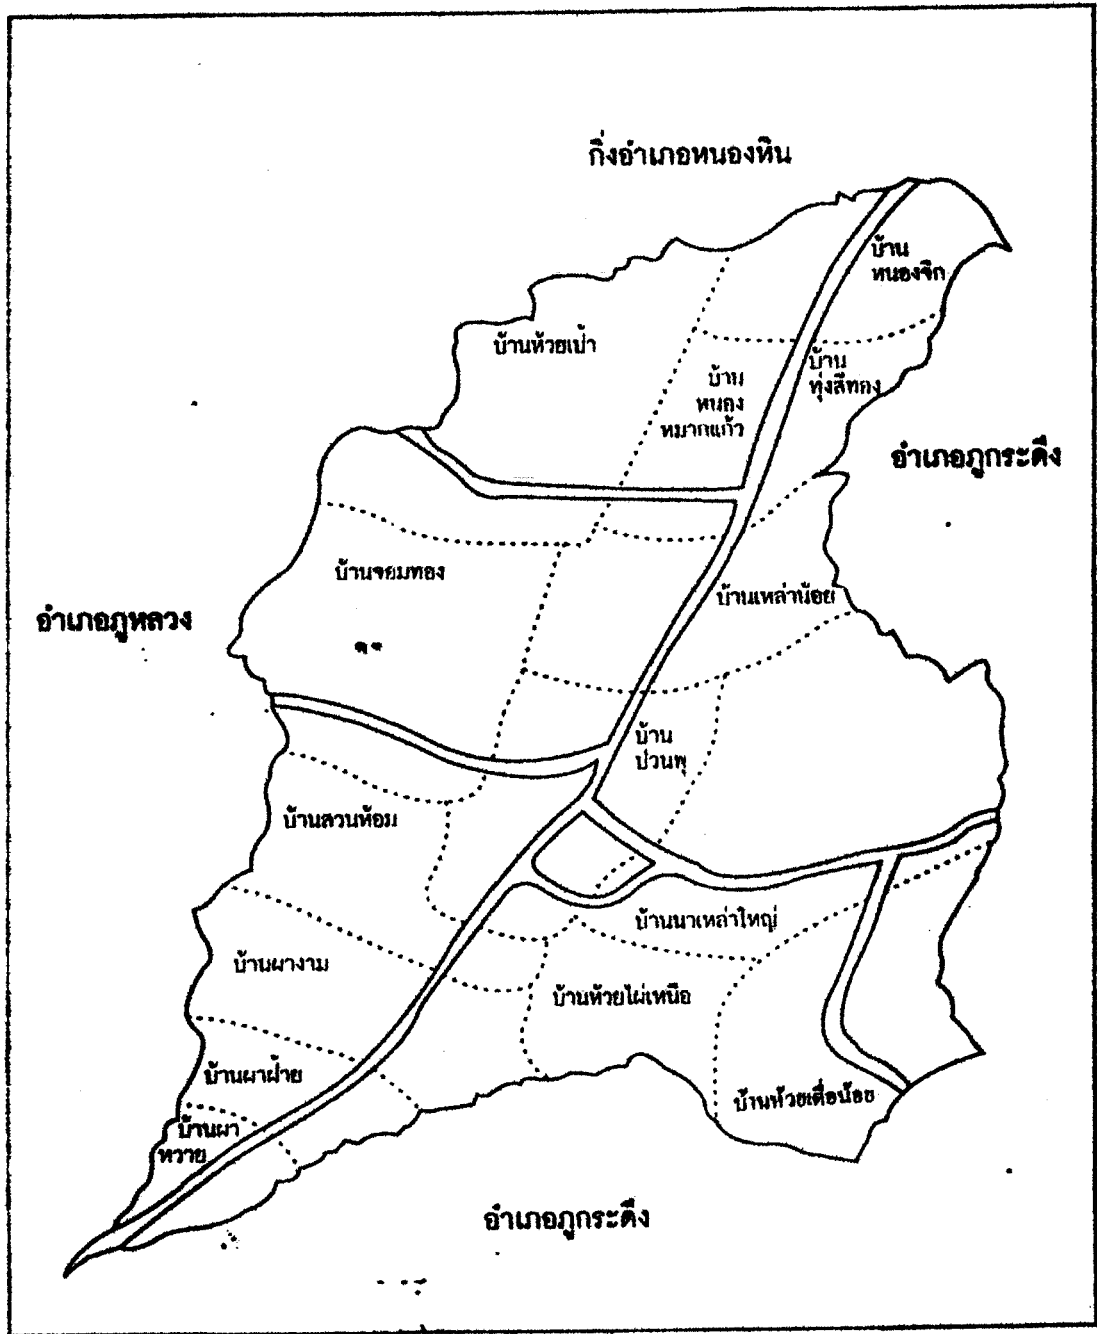 กิ่งอำเภอหนองหิน
บ้าน
หนองจิก
บ้านห้วยเป้า
บ้าน
ทุ่งสีทอง
บ้าน
หนอง
หมากแก้ว
อำเภอภูกระดึง
บ้านจอมทอง
บ้านเหล่าน้อย
อำเภอภูหลวง
บ้าน
ปวนพุ
บ้านสวนห้อม
บ้านนาเหล่าใหญ่
บ้านผางาม
บ้านห้วยไผ่เหนือ
บ้านผาฝ้าย
บ้านห้วยเดื่อน้อย
บ้านผา
หวาย
อำเภอภูกระดึง